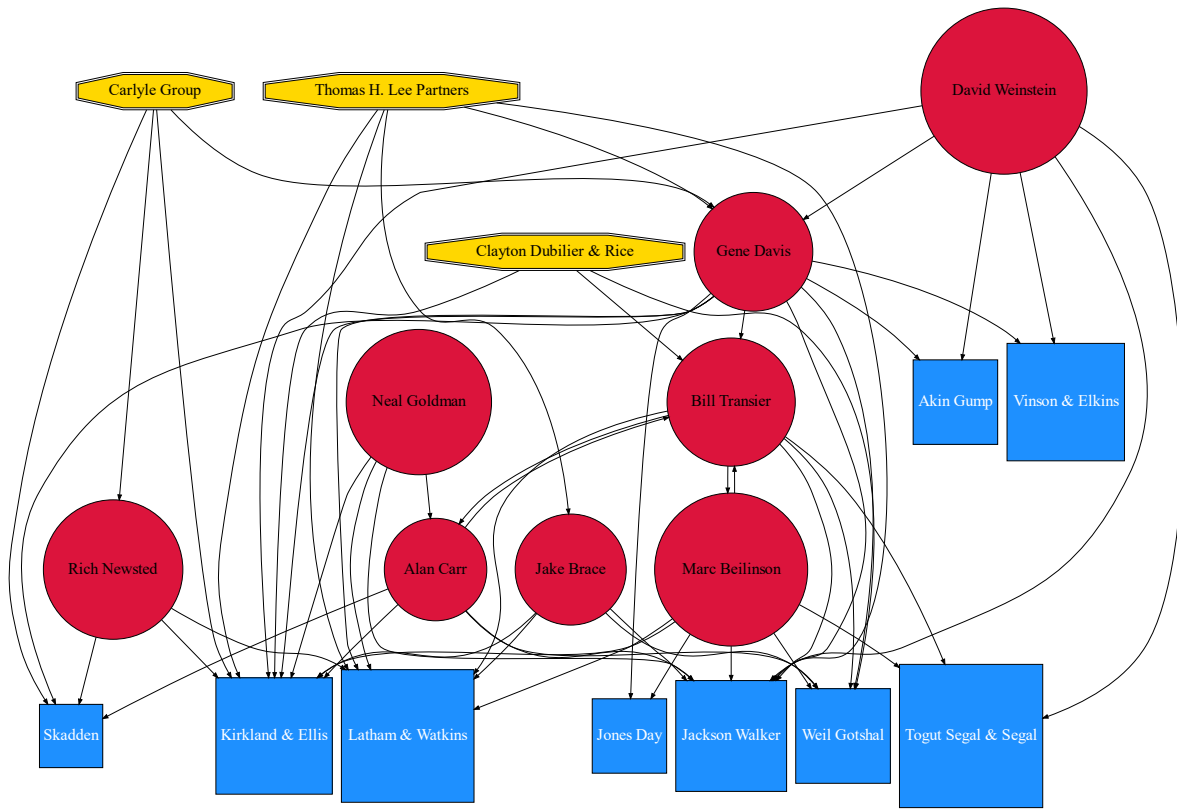 Carlyle Group
Thomas H. Lee Partners
David Weinstein
Clayton Dubilier & Rice
Gene Davis
Neal Goldman
Bill Transier
Akin Gump
Vinson & Elkins
Rich Newsted
Alan Carr
Jake Brace
Marc Beilinson
Skadden
Kirkland & Ellis
Latham & Watkins
Jones Day
Jackson Walker
Weil Gotshal
Togut Segal & Segal